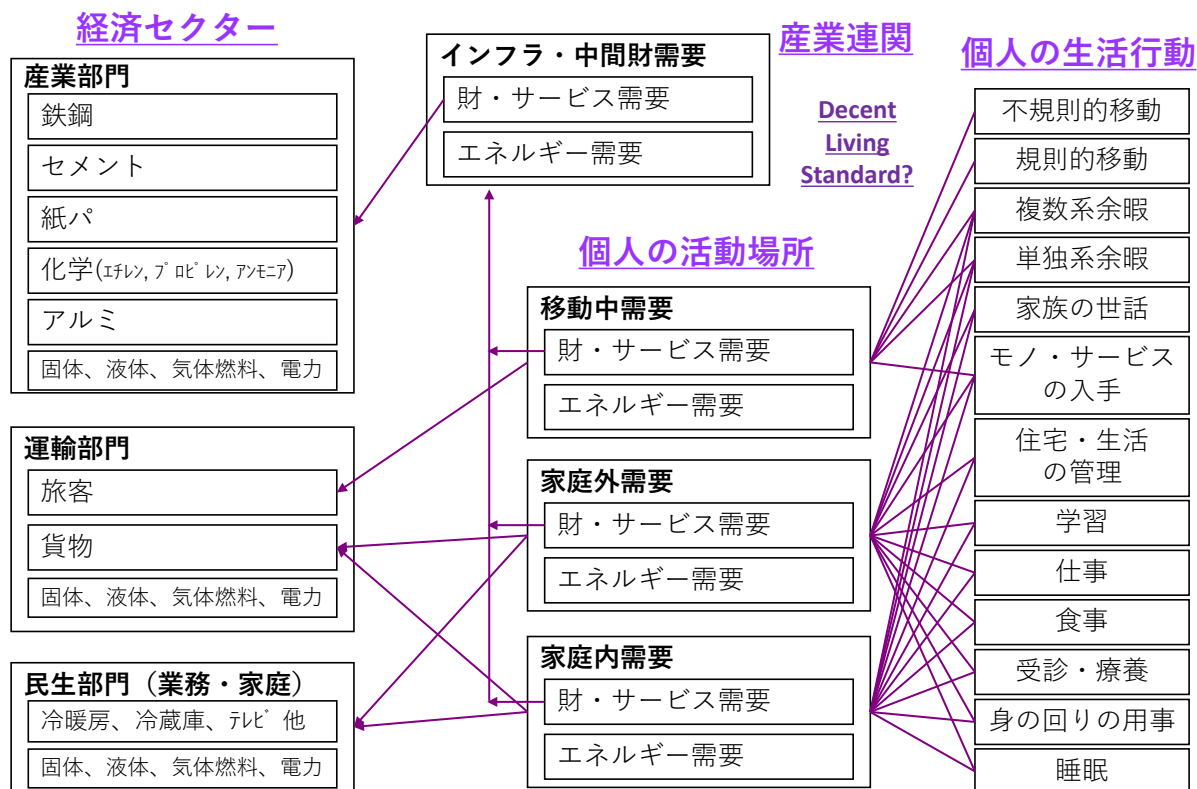 経済セクター
産業部門
鉄鋼
セメント
紙パ
化学(ｴﾁﾚﾝ, ﾌﾟﾛﾋﾟﾚﾝ, ｱﾝﾓﾆｱ)
アルミ
固体、液体、気体燃料、電力
運輸部門
旅客
貨物
固体、液体、気体燃料、電力
民生部門（業務・家庭）
冷暖房、冷蔵庫、ﾃﾚﾋﾞ 他
固体、液体、気体燃料、電力
インフラ・中間財需要
財・サービス需要
エネルギー需要
産業連関
Decent
Living
Standard?
個人の活動場所
移動中需要
財・サービス需要
エネルギー需要
家庭外需要
財・サービス需要
エネルギー需要
家庭内需要
財・サービス需要
エネルギー需要
個人の生活行動
不規則的移動
規則的移動
複数系余暇
単独系余暇
家族の世話
モノ・サービス
の入手
住宅・生活
の管理
学習
仕事
食事
受診・療養
身の回りの用事
睡眠